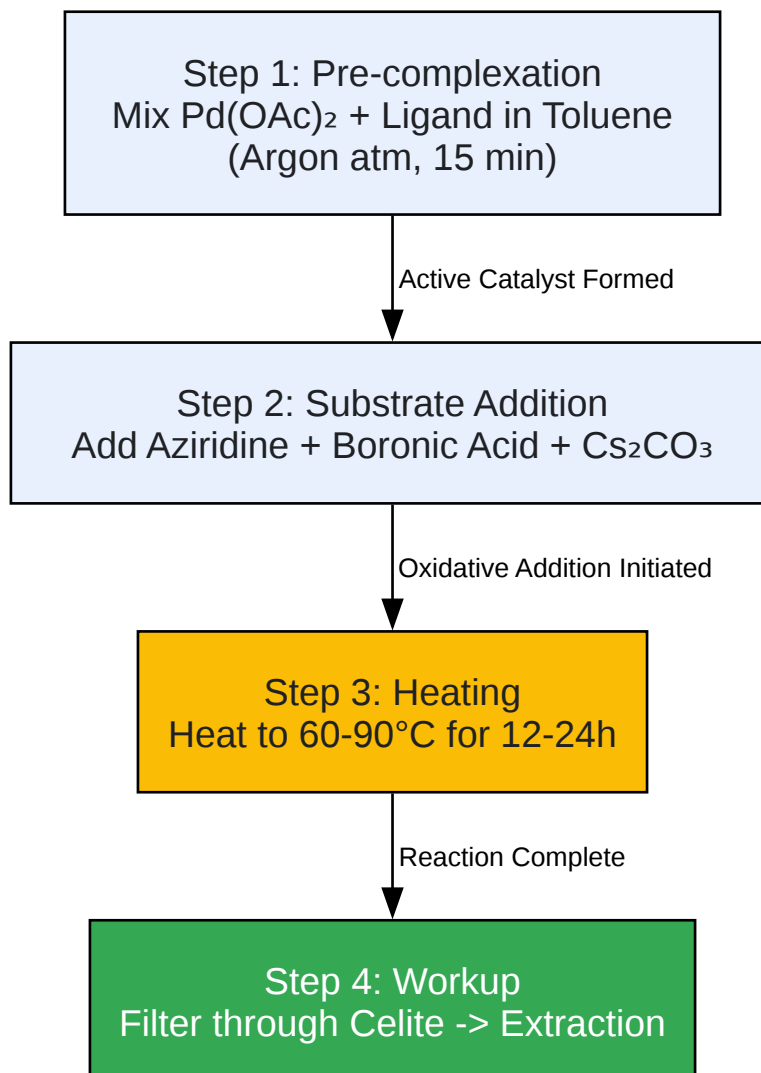 Step 1: Pre-complexation
Mix Pd(OAc)₂ + Ligand in Toluene
(Argon atm, 15 min)
Active Catalyst Formed
Step 2: Substrate Addition
Add Aziridine + Boronic Acid + Cs₂CO₃
Oxidative Addition Initiated
Step 3: Heating
Heat to 60-90°C for 12-24h
Reaction Complete
Step 4: Workup
Filter through Celite -> Extraction